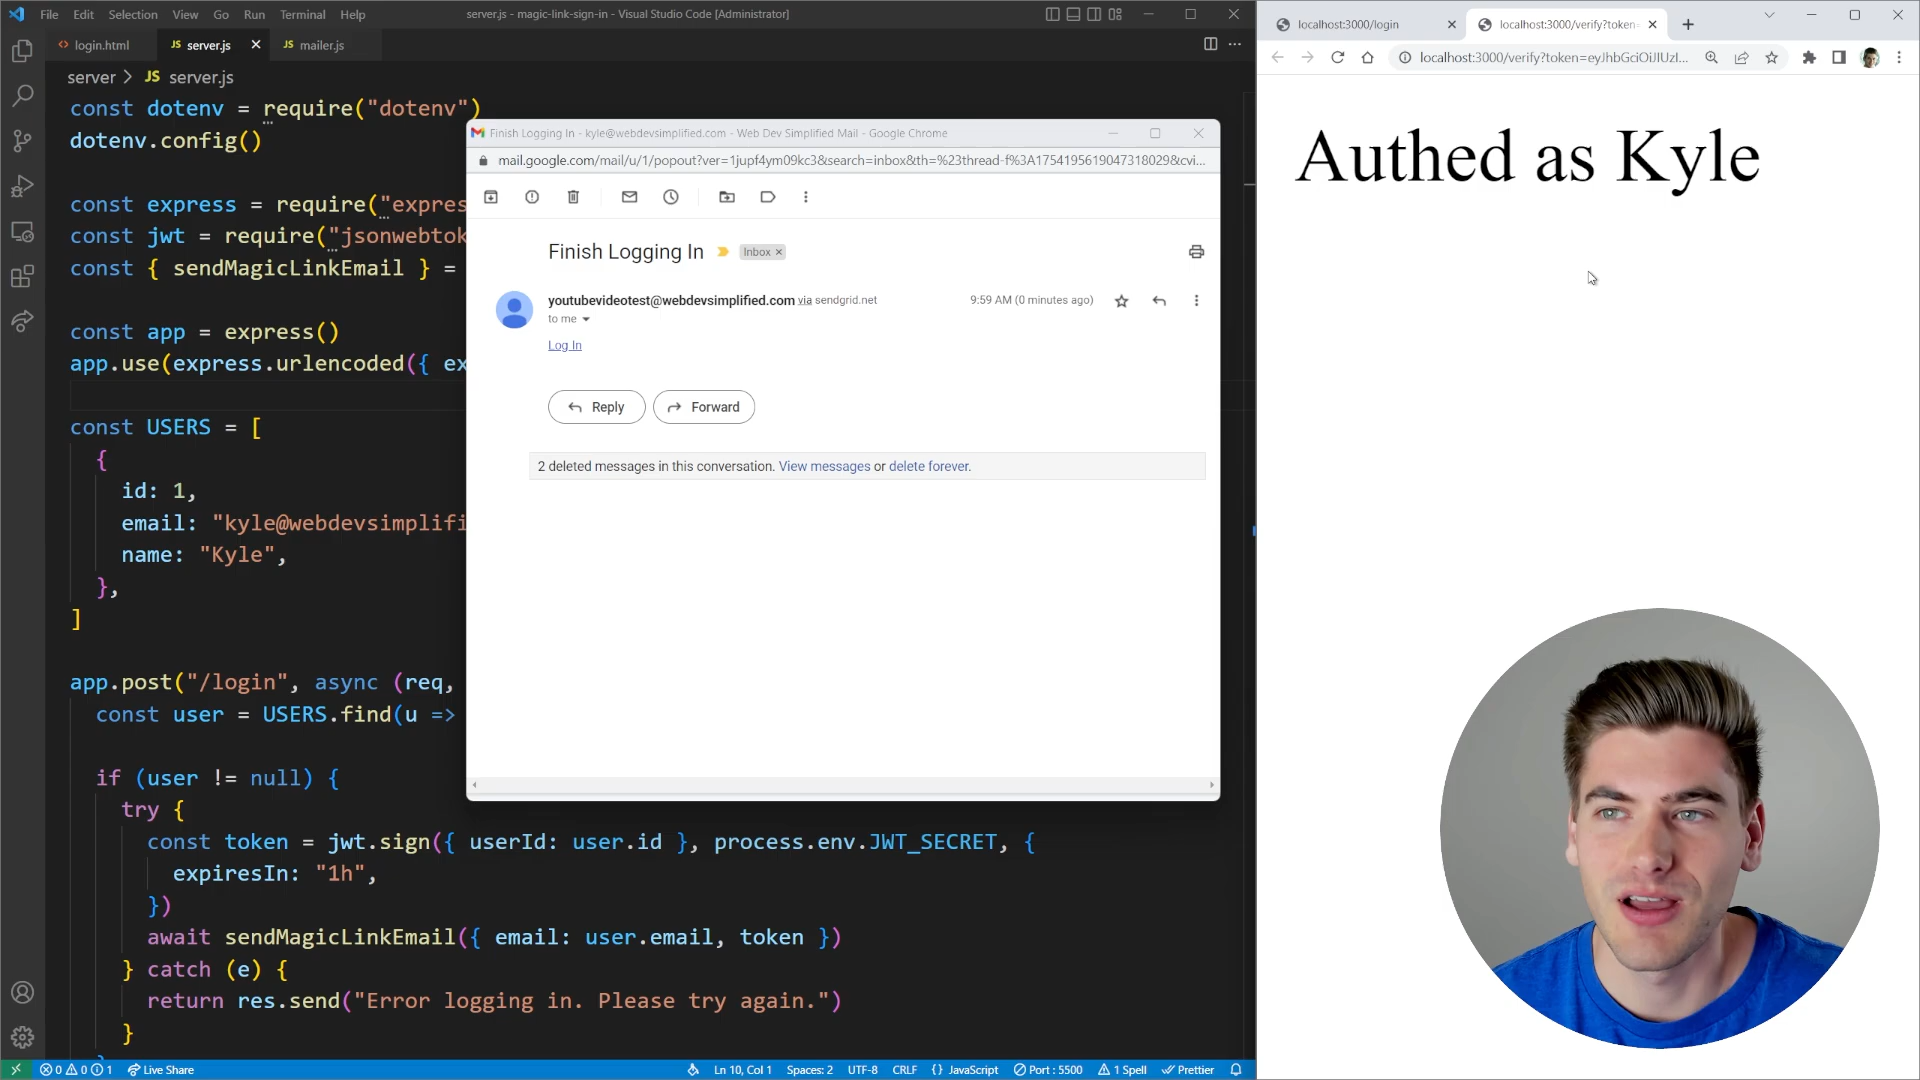 File Edit Selection View Go Run Terminal Help
server.js - magic-link-sign-in - Visual Studio Code [Administrator]
login.html
JS server.js
JS mailer.js
server > JS server.js
const dotenv = require("dotenv")
dotenv.config()
const express = require("expres
const jwt = require("jsonwebtok
const { sendMagicLinkEmail } =
const app = express()
app.use(express.urlencoded({ ex
const USERS = [
{
id: 1,
email: "kyle@webdevsimplifi
name: "Kyle",
},
]
app.post("/login", async (req,
const user = USERS.find(u =>
if (user != null) {
try {
const token = jwt.sign({ userId: user.id }, process.env.JWT_SECRET, {
expiresIn: "1h",
})
await sendMagicLinkEmail({ email: user.email, token })
} catch (e) {
return res.send("Error logging in. Please try again.")
}
0 0 1 Live Share
Ln 10, Col 1 Spaces: 2 UTF-8 CRLF {} JavaScript Port : 5500 1 Spell Prettier
Finish Logging In - kyle@webdevsimplified.com - Web Dev Simplified Mail - Google Chrome
mail.google.com/mail/u/1/popout?ver=1jupf4ym09kc3&search=inbox&th=%23thread-f%3A1754195619047318029&cvi...
Finish Logging In Inbox
youtubevideotest@webdevsimplified.com via sendgrid.net
9:59 AM (0 minutes ago)
to me
Log In
Reply Forward
2 deleted messages in this conversation. View messages or delete forever.
localhost:3000/login
localhost:3000/verify?token=
localhost:3000/verify?token=eyJhbGciOiJIUzI...
Authed as Kyle